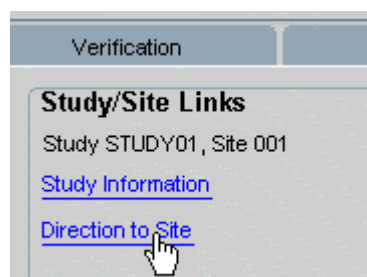 Verification
Study/Site Links
Study STUDY01, Site 001
Study Information
Direction to Site